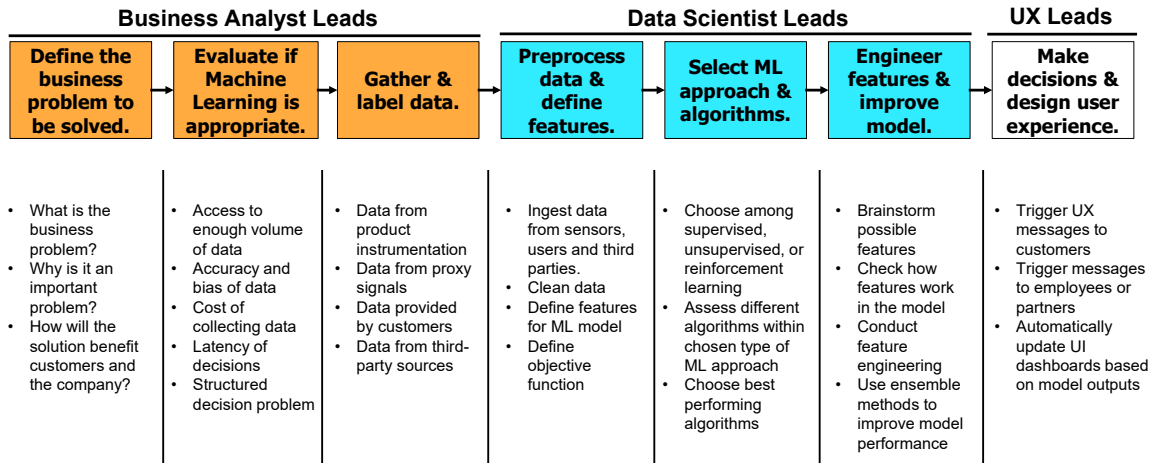 Business Analyst Leads
Data Scientist Leads
UX Leads
Define the
business
problem to
be solved.
Evaluate if
Machine
Learning is
appropriate.
Gather &
label data.
Preprocess
data &
define
features.
Select ML
approach &
algorithms.
Engineer
features &
improve
model.
Make
decisions &
design user
experience.
• What is the
business
problem?
• Why is it an
important
problem?
• How will the
solution benefit
customers and
the company?
• Access to
enough volume
of data
• Accuracy and
bias of data
• Cost of
collecting data
• Latency of
decisions
• Structured
decision problem
• Data from
product
instrumentation
• Data from proxy
signals
• Data provided
by customers
• Data from third-
party sources
• Ingest data
from sensors,
users and third
parties.
• Clean data
• Define features
for ML model
• Define
objective
function
• Choose among
supervised,
unsupervised, or
reinforcement
learning
• Assess different
algorithms within
chosen type of
ML approach
• Choose best
performing
algorithms
• Brainstorm
possible
features
• Check how
features work
in the model
• Conduct
feature
engineering
• Use ensemble
methods to
improve model
performance
• Trigger UX
messages to
customers
• Trigger messages
to employees or
partners
• Automatically
update UI
dashboards based
on model outputs